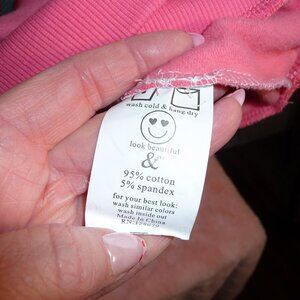 wash cold & hang dry
look beautiful
&
95% cotton
5% spandex
for your best look:
wash similar colors
wash inside out
Made in China